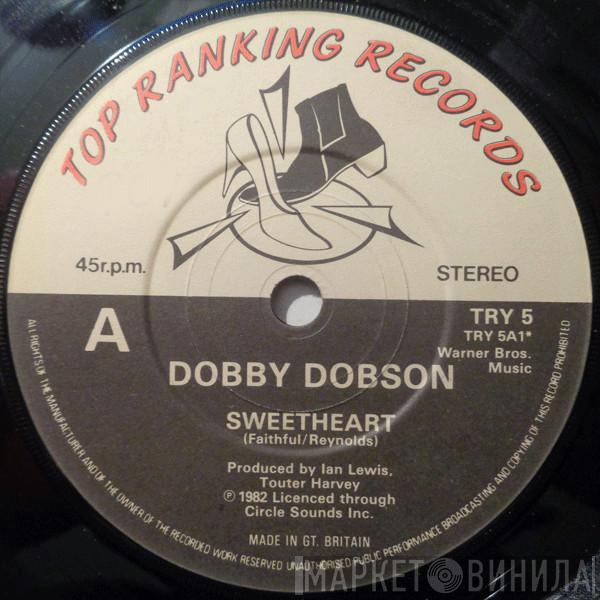 TOP RANKING RECORDS
45r.p.m.
STEREO
A
TRY 5
TRY 5A1*
Warner Bros.
Music
DOBBY DOBSON
SWEETHEART
(Faithful/Reynolds)
Produced by Ian Lewis,
Touter Harvey
℗ 1982 Licenced through
Circle Sounds Inc.
MADE IN GT. BRITAIN
ALL RIGHTS OF THE MANUFACTURER AND OF THE OWNER OF THE RECORDED WORK RESERVED UNAUTHORISED PUBLIC PERFORMANCE BROADCASTING AND COPYING OF THIS RECORD PROHIBITED
МАРКЕТ ВИНИЛА